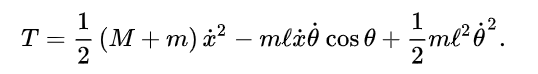 T = \frac{1}{2} (M + m) \dot{x}^2 - m\ell\dot{x}\dot{\theta} \cos \theta + \frac{1}{2} m\ell^2 \dot{\theta}^2.